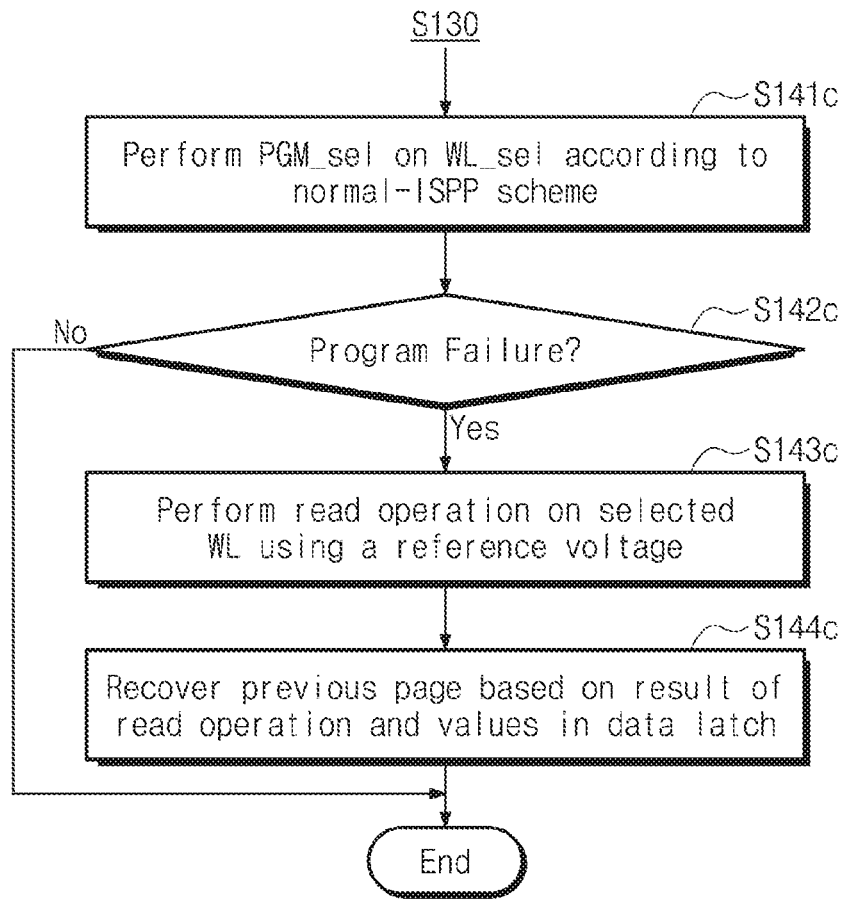 S130
S141c
Perform PGM_sel on WL_sel according to
normal-ISPP scheme
S142c
No
Program Failure?
Yes
S143c
Perform read operation on selected
WL using a reference voltage
S144c
Recover previous page based on result of
read operation and values in data latch
End